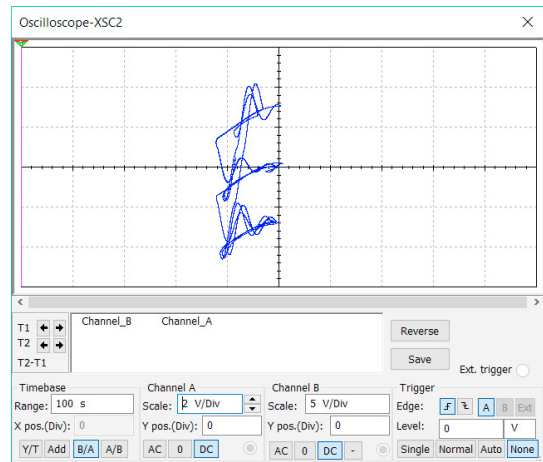 Oscilloscope-XSC2
T1
T2
T2-T1
Channel_B Channel_A
Reverse
Save
Ext. trigger
Timebase
Range: 100 s
X pos.(Div): 0
Y/T Add B/A A/B
Channel A
Scale: 2 V/Div
Y pos.(Div): 0
AC 0 DC
Channel B
Scale: 5 V/Div
Y pos.(Div): 0
AC 0 DC -
Trigger
Edge: A B Ext
Level: 0 V
Single Normal Auto None